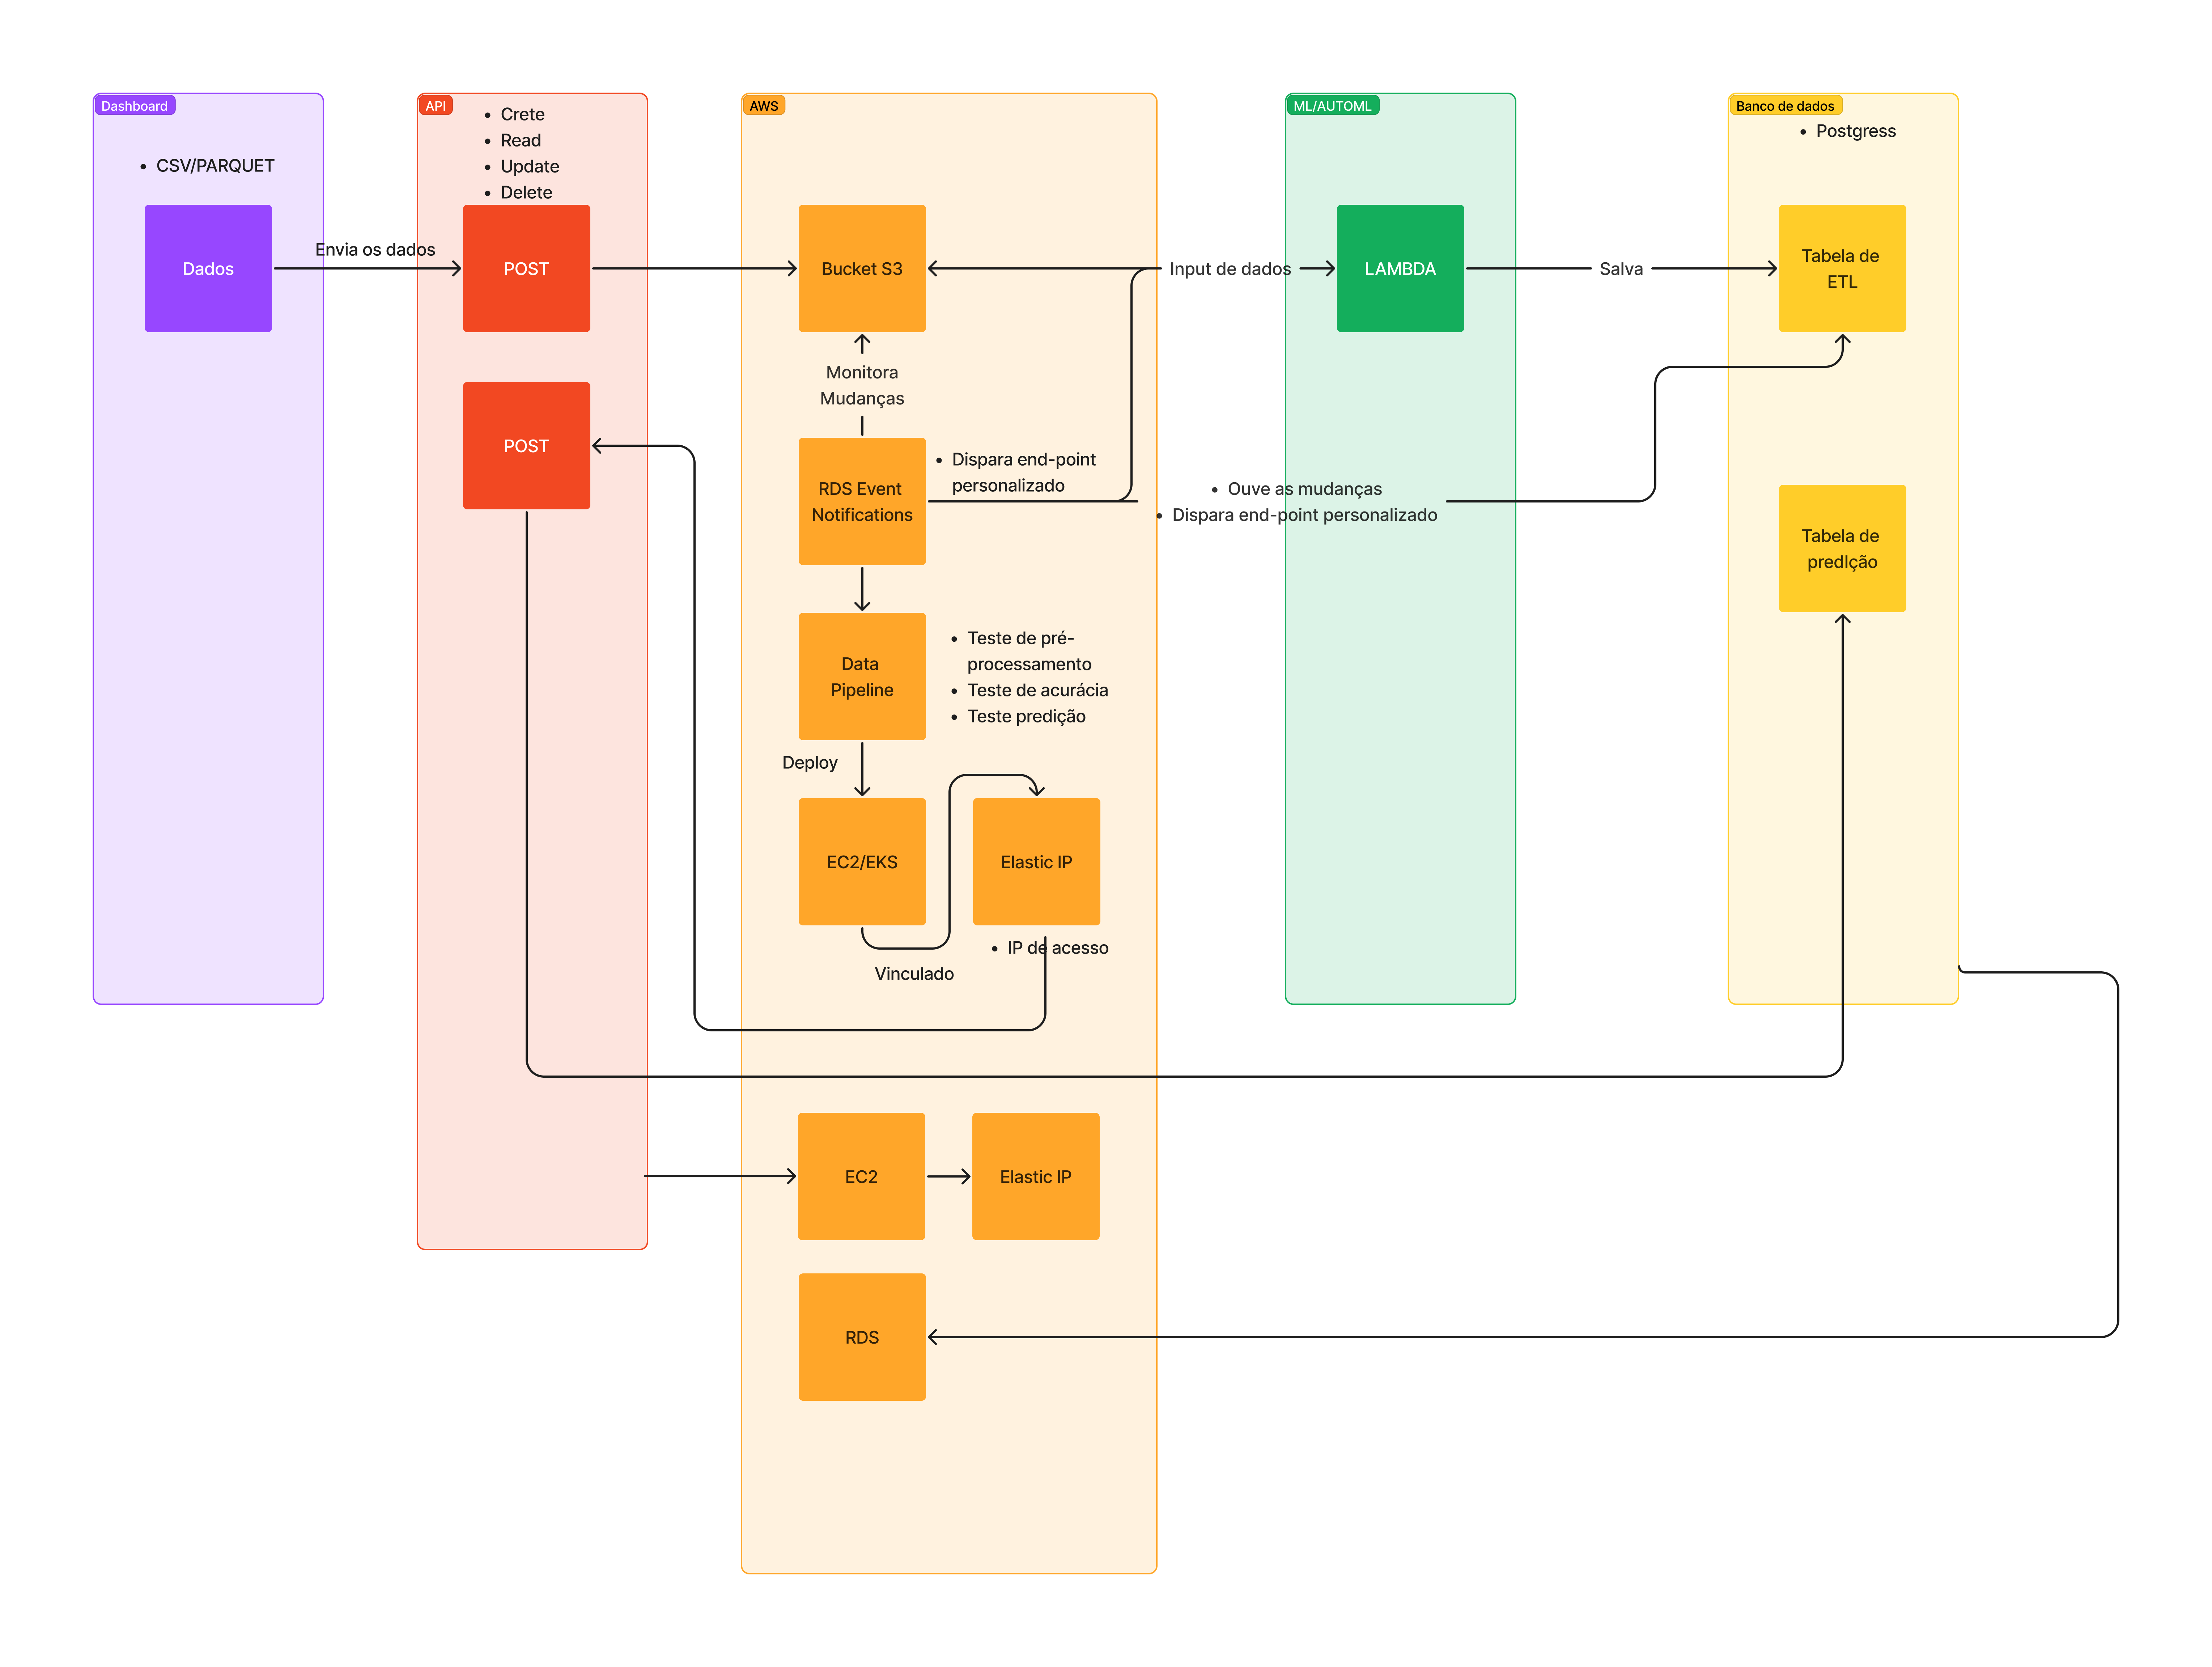 Dashboard
• CSV/PARQUET
Dados
Envia os dados
API
• Crete
• Read
• Update
• Delete
POST
POST
AWS
Bucket S3
Monitora
Mudanças
RDS Event
Notifications
• Dispara end-point
personalizado
Data
Pipeline
• Teste de pré-
processamento
• Teste de acurácia
• Teste predição
Deploy
EC2/EKS
Elastic IP
• IP de acesso
Vinculado
EC2
Elastic IP
RDS
Input de dados
ML/AUTOML
LAMBDA
• Ouve as mudanças
• Dispara end-point personalizado
Salva
Banco de dados
• Postgress
Tabela de
ETL
Tabela de
predIção